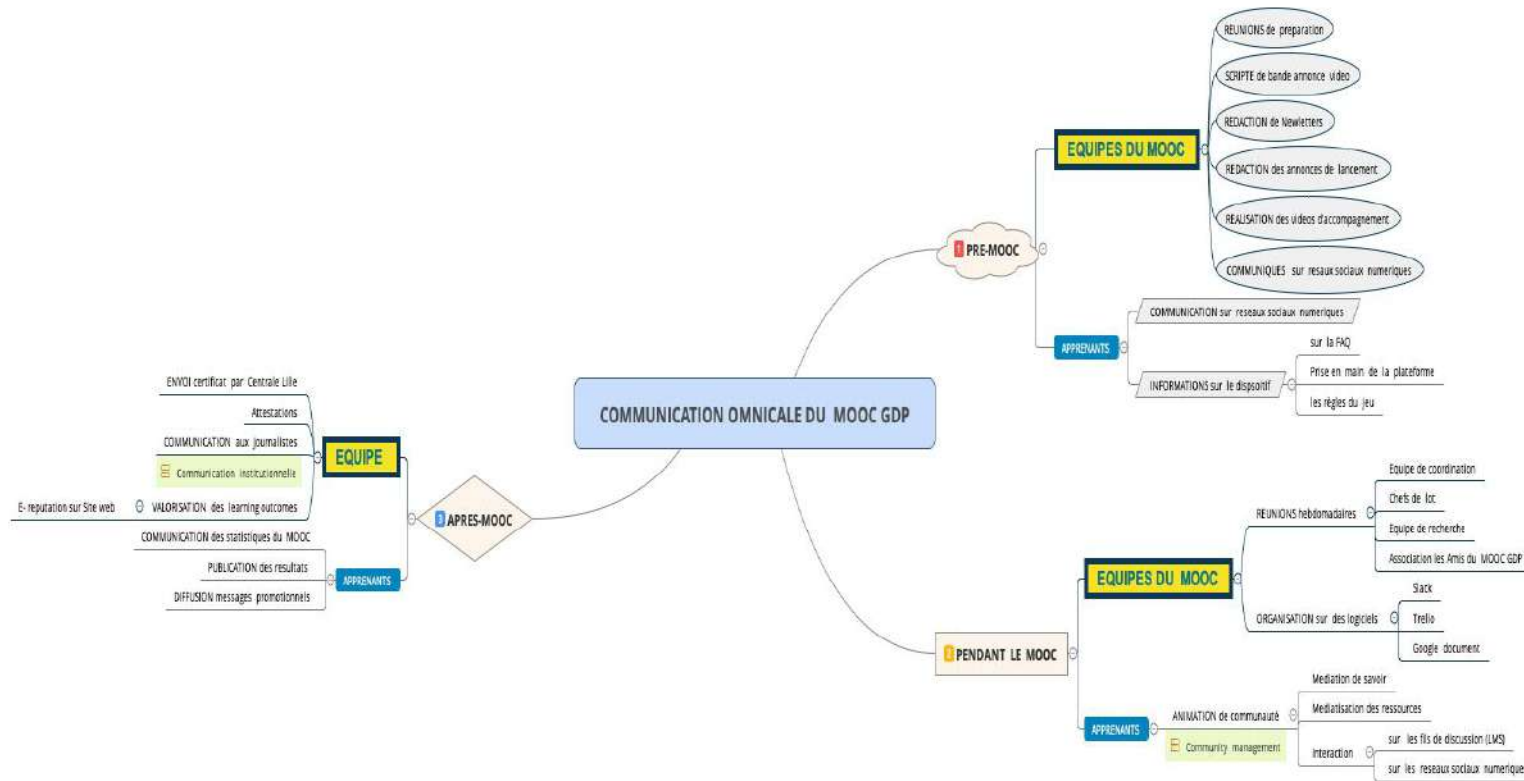 COMMUNICATION OMNICALE DU MOOC GDP
1 PRE-MOOC
EQUIPES DU MOOC
REUNIONS de preparation
SCRIPTE de bande annonce video
REDACTION de Newletters
REDACTION des annonces de lancement
REALISATION des videos d'accompagnement
COMMUNIQUES sur resaux sociaux numeriques
APPRENANTS
COMMUNICATION sur reseaux sociaux numeriques
INFORMATIONS sur le dispsoitif
sur la FAQ
Prise en main de la plateforme
les règles du jeu
2 PENDANT LE MOOC
EQUIPES DU MOOC
REUNIONS hebdomadaires
Equipe de coordination
Chefs de lot
Equipe de recherche
Association les Amis du MOOC GDP
ORGANISATION sur des logiciels
Slack
Trello
Google document
APPRENANTS
ANIMATION de communauté
Community management
Mediation de savoir
Mediatisation des ressources
Interaction
sur les fils de discussion (LMS)
sur les reseaux sociaux numerique
3 APRES-MOOC
EQUIPE
ENVOI certificat par Centrale Lille
Attestations
COMMUNICATION aux journalistes
Communication institutionnelle
VALORISATION des learning outcomes
E- reputation sur Site web
APPRENANTS
COMMUNICATION des statistiques du MOOC
PUBLICATION des resultats
DIFFUSION messages promotionnels